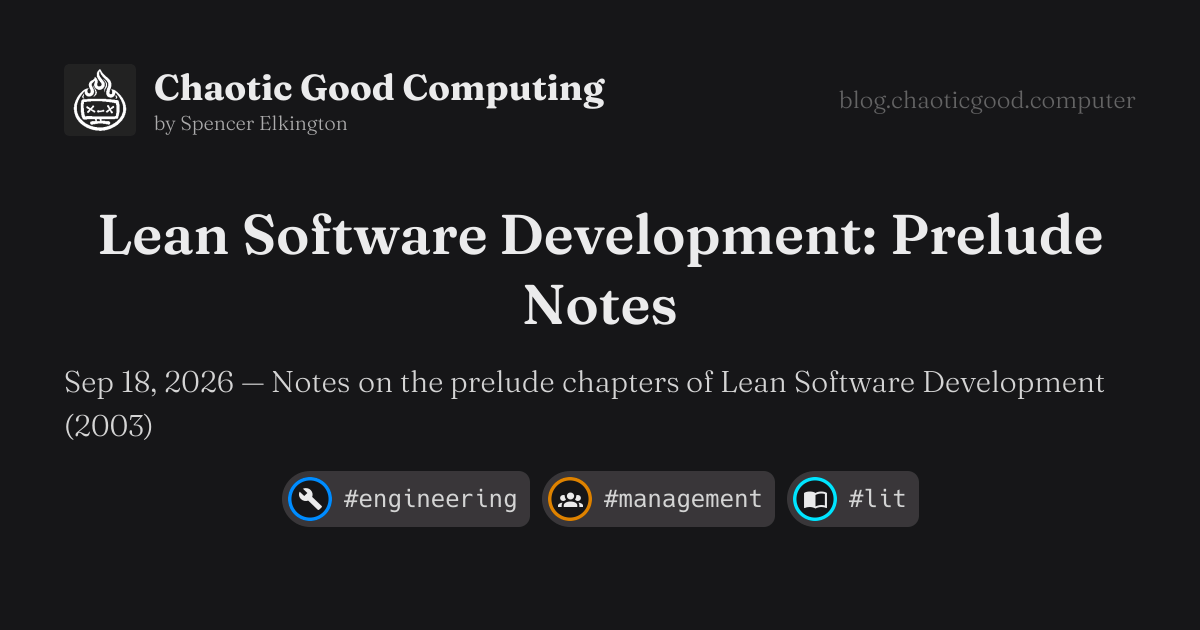 Chaotic Good Computing
by Spencer Elkington
blog.chaoticgood.computer
Lean Software Development: Prelude
Notes
Sep 18, 2026 — Notes on the prelude chapters of Lean Software Development
(2003)
#engineering
#management
#lit